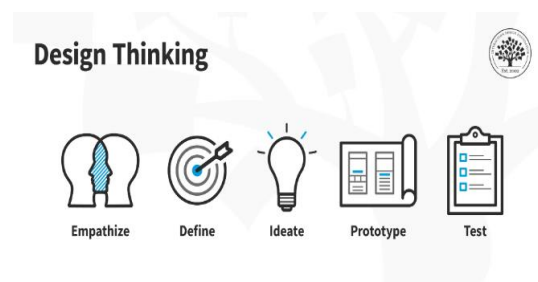 Design Thinking
Empathize
Define
Ideate
Prototype
Test